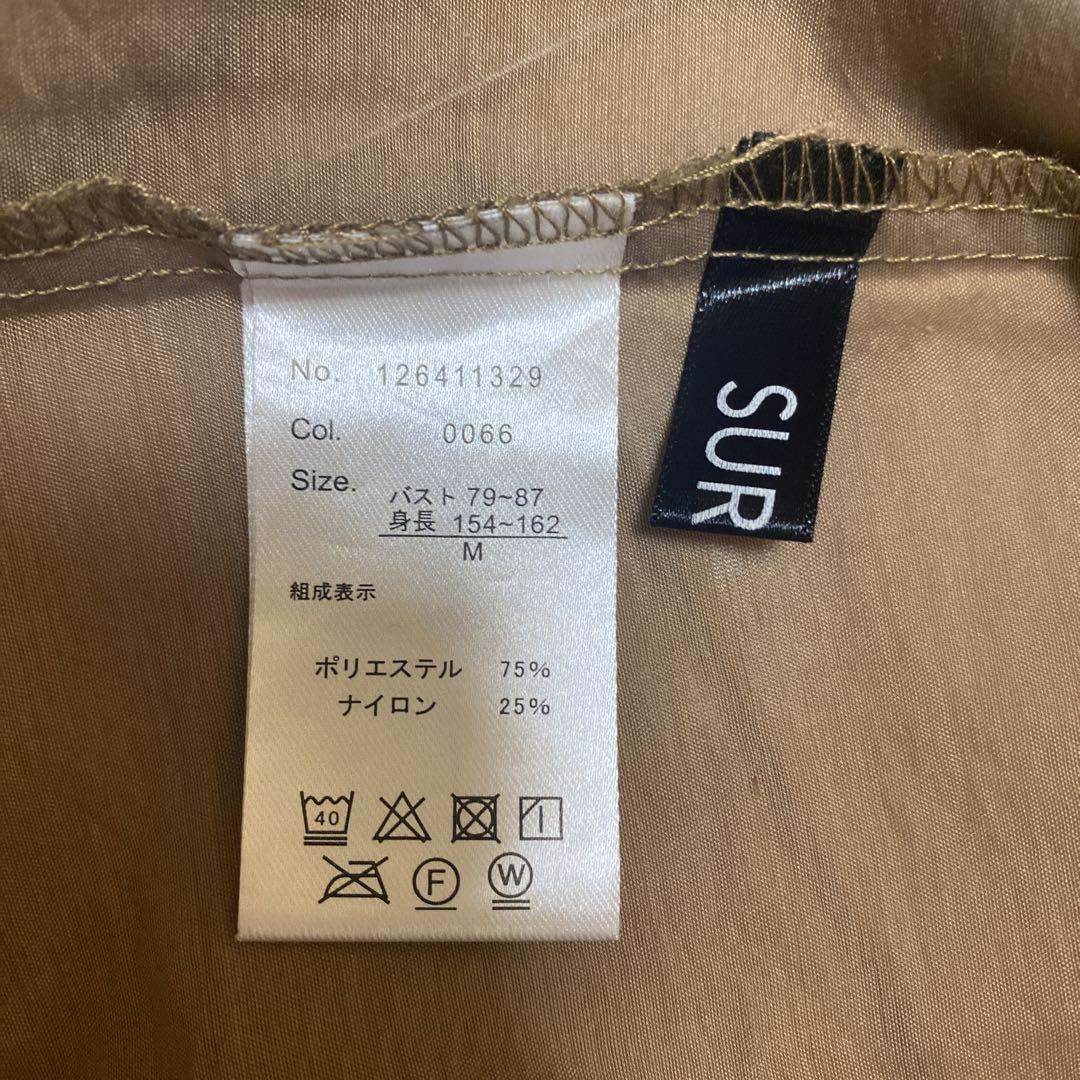 No. 126411329
Col. 0066
Size.
バスト 79~87
身長 154~162
M
組成表示
ポリエステル 75%
ナイロン 25%
40
F
W
SUR